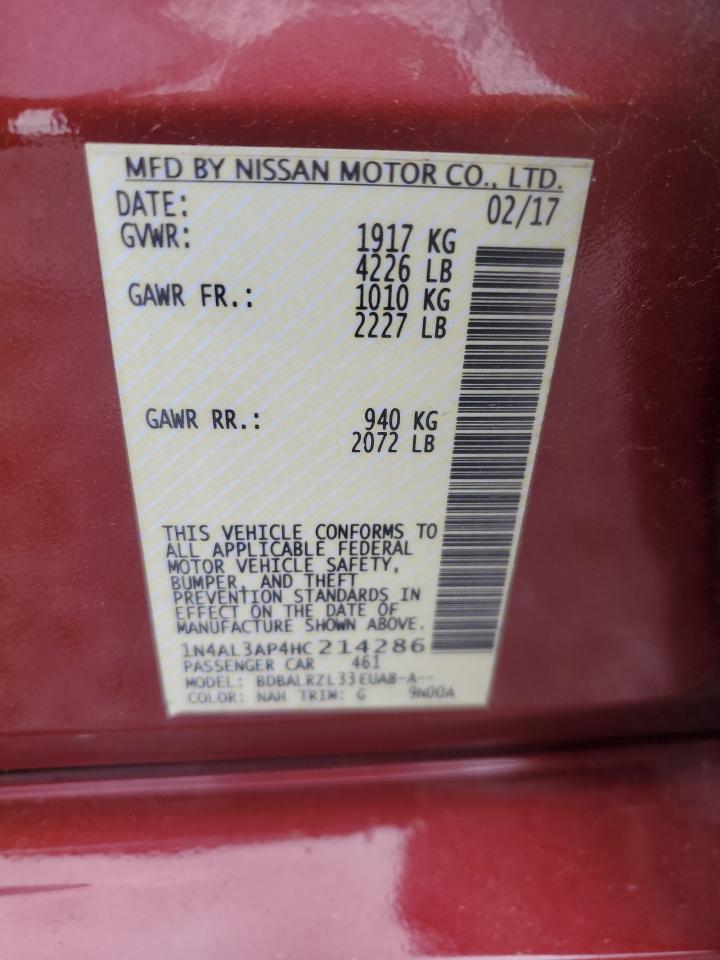 MFD BY NISSAN MOTOR CO., LTD.
DATE: 02/17
GVWR: 1917 KG
4226 LB
GAWR FR.: 1010 KG
2227 LB
GAWR RR.: 940 KG
2072 LB
THIS VEHICLE CONFORMS TO
ALL APPLICABLE FEDERAL
MOTOR VEHICLE SAFETY,
BUMPER, AND THEFT
PREVENTION STANDARDS IN
EFFECT ON THE DATE OF
MANUFACTURE SHOWN ABOVE.
1N4AL3AP4HC214286
PASSENGER CAR 461
MODEL: BDBALRZL33EUAB-A--
COLOR: NAH TRIM: G 9N00A